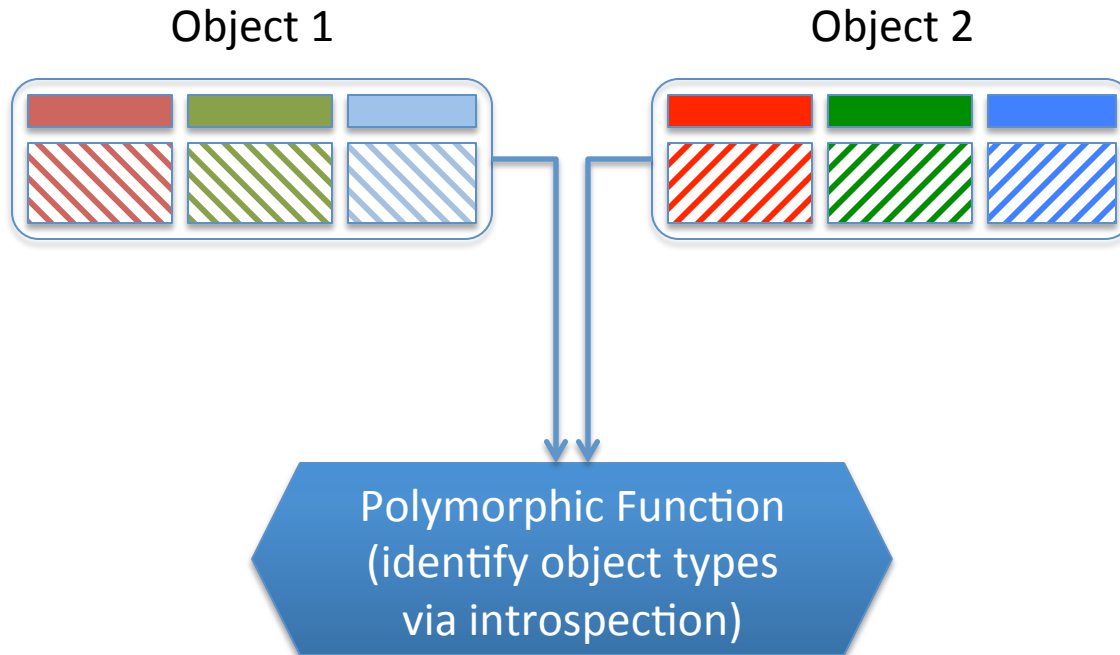 Object 1
Object 2
Polymorphic Function
(identify object types
via introspection)